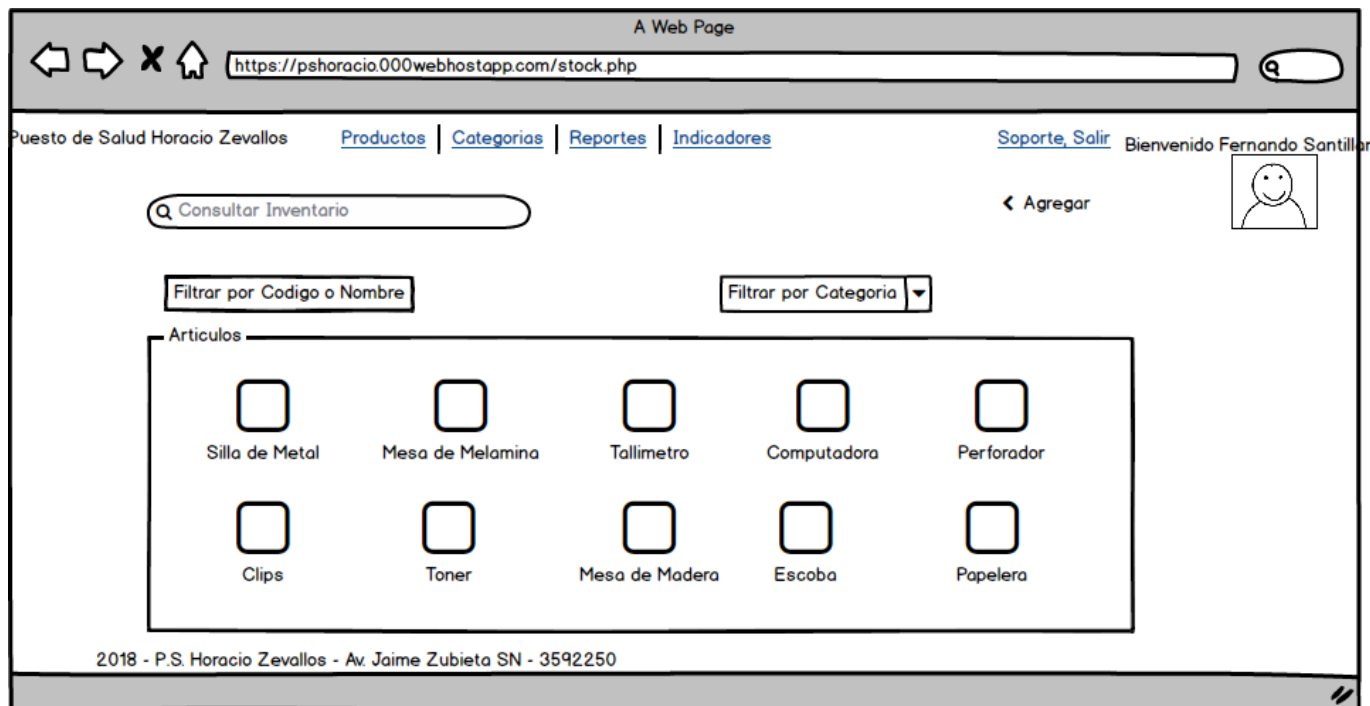 A Web Page
https://pshoracio.000webhostapp.com/stock.php
Puesto de Salud Horacio Zevallos
Productos Categorias Reportes Indicadores
Soporte, Salir
Bienvenido Fernando Santillan
Consultar Inventario
Agregar
Filtrar por Codigo o Nombre
Filtrar por Categoria
Articulos
Silla de Metal Mesa de Melamina Tallimetro Computadora Perforador
Clips Toner Mesa de Madera Escoba Papelera
2018 - P.S. Horacio Zevallos - Av. Jaime Zubieta SN - 3592250